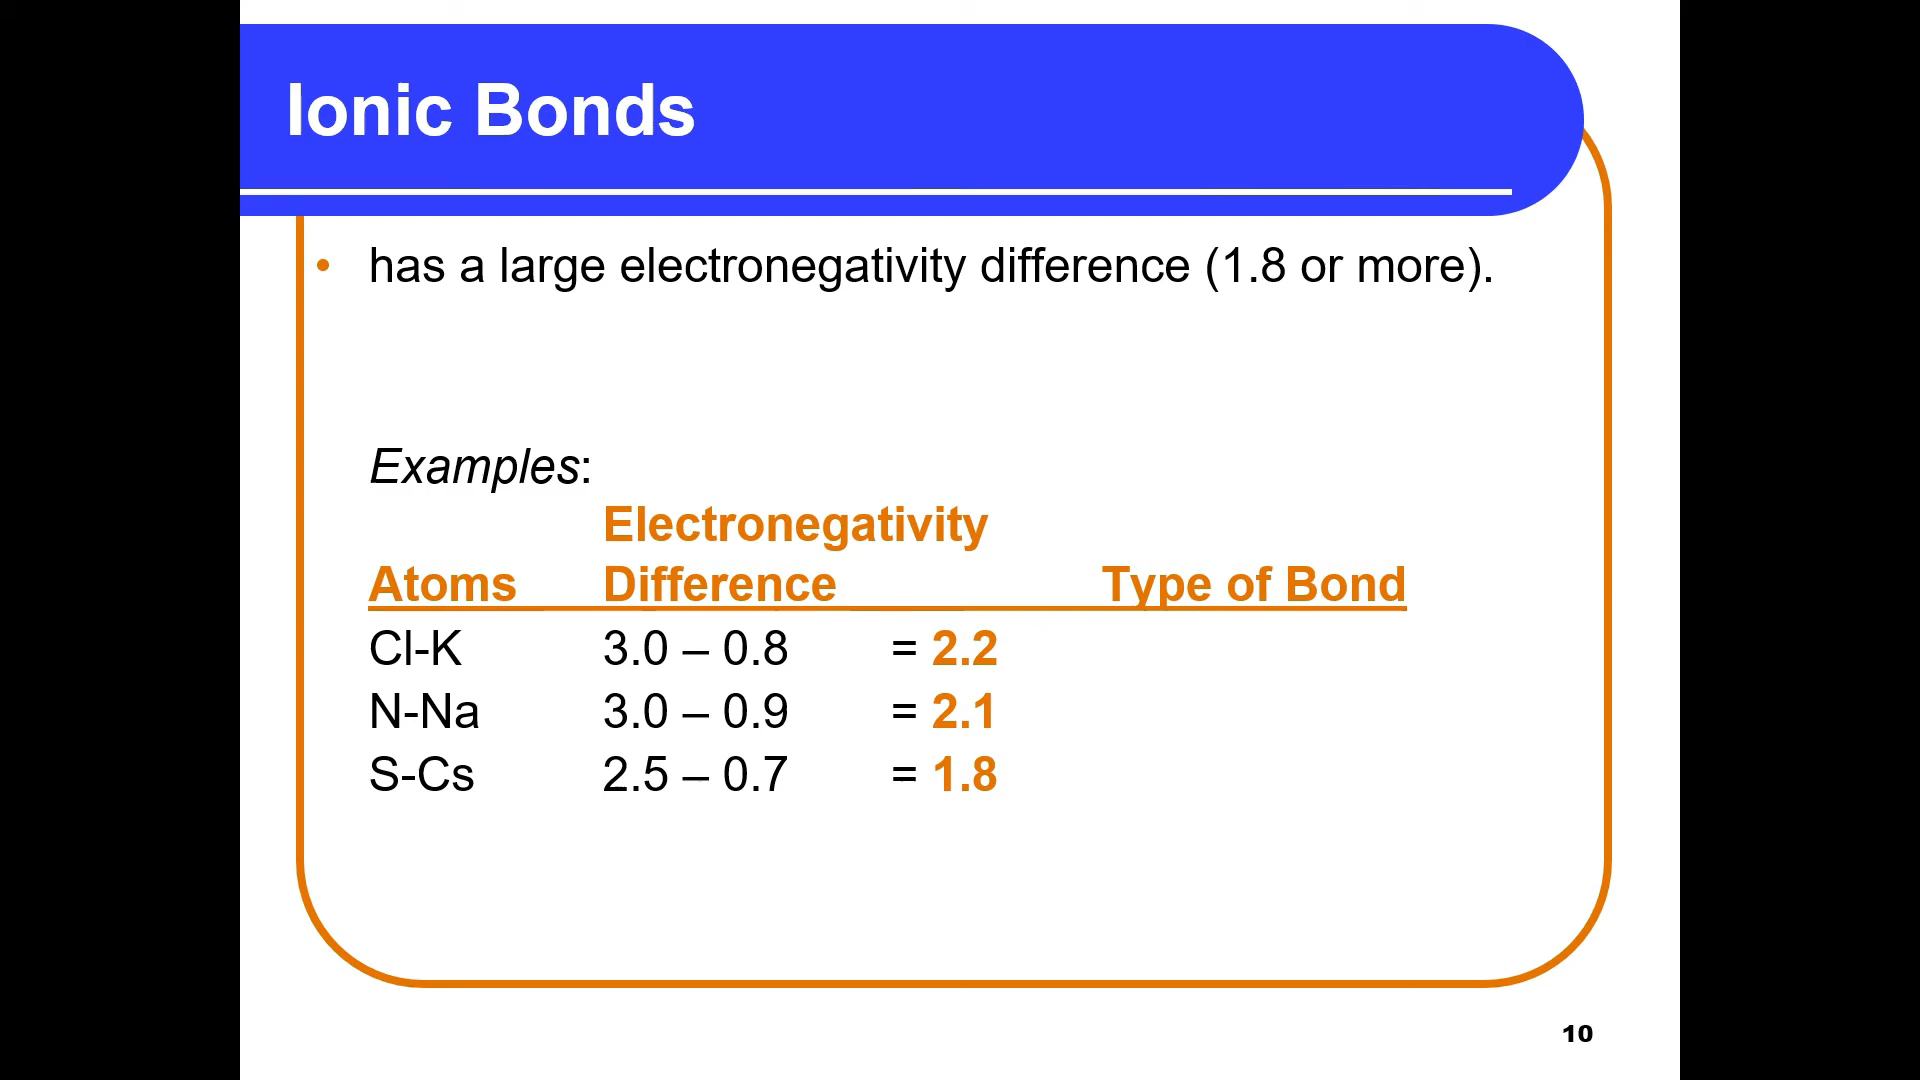 Ionic Bonds
• has a large electronegativity difference (1.8 or more).
Examples:
Electronegativity
Atoms Difference Type of Bond
Cl-K 3.0 – 0.8 = 2.2
N-Na 3.0 – 0.9 = 2.1
S-Cs 2.5 – 0.7 = 1.8
10